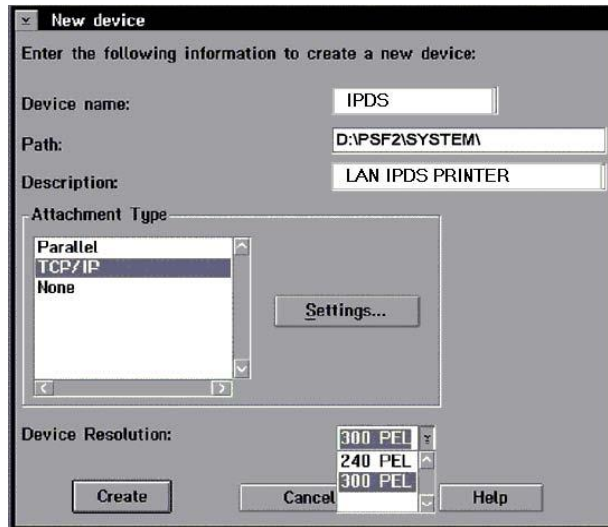 New device
Enter the following information to create a new device:
Device name: IPDS
Path: D:\PSF2\SYSTEM\
Description: LAN IPDS PRINTER
Attachment Type
Parallel
TCP/IP
None
Settings...
Device Resolution: 300 PEL
240 PEL
300 PEL
Create Cancel Help